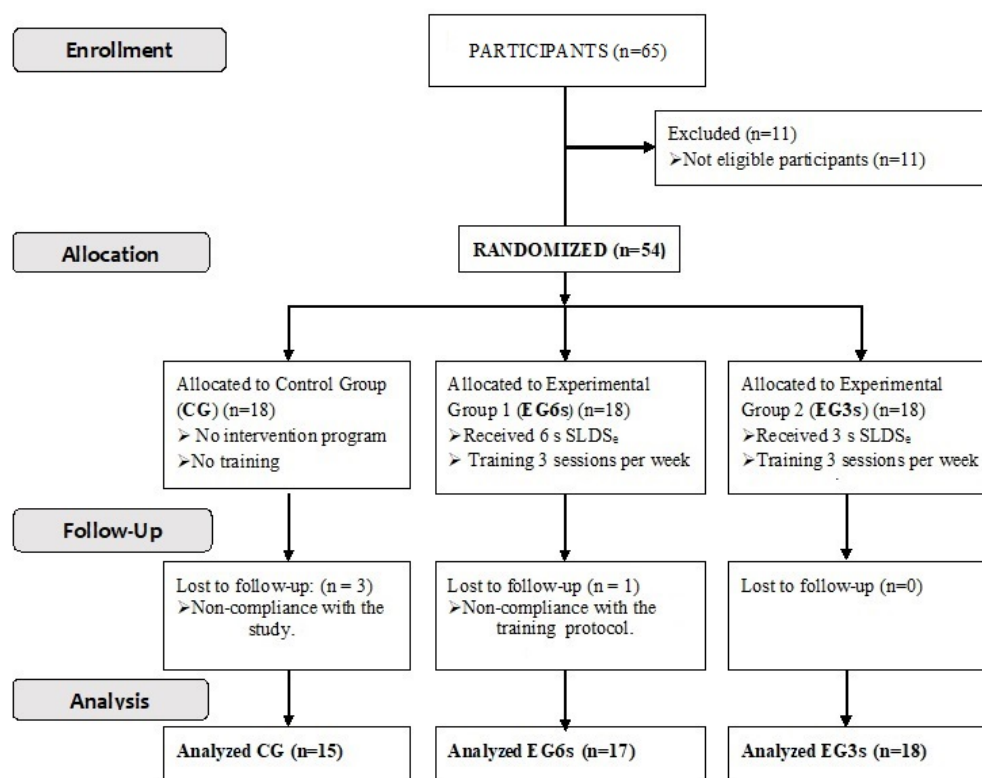 Enrollment
PARTICIPANTS (n=65)
Excluded (n=11)
➢Not eligible participants (n=11)
Allocation
RANDOMIZED (n=54)
Allocated to Control Group
(CG) (n=18)
➢ No intervention program
➢No training
Allocated to Experimental
Group 1 (EG6s) (n=18)
➢Received 6 s SLDSₑ
➢ Training 3 sessions per week
Allocated to Experimental
Group 2 (EG3s) (n=18)
➢Received 3 s SLDSₑ
➢Training 3 sessions per week
.
Follow-Up
Lost to follow-up: (n = 3)
➢Non-compliance with the
study.
Lost to follow-up (n = 1)
➢Non-compliance with the
training protocol.
Lost to follow-up (n=0)
Analysis
Analyzed CG (n=15)
Analyzed EG6s (n=17)
Analyzed EG3s (n=18)